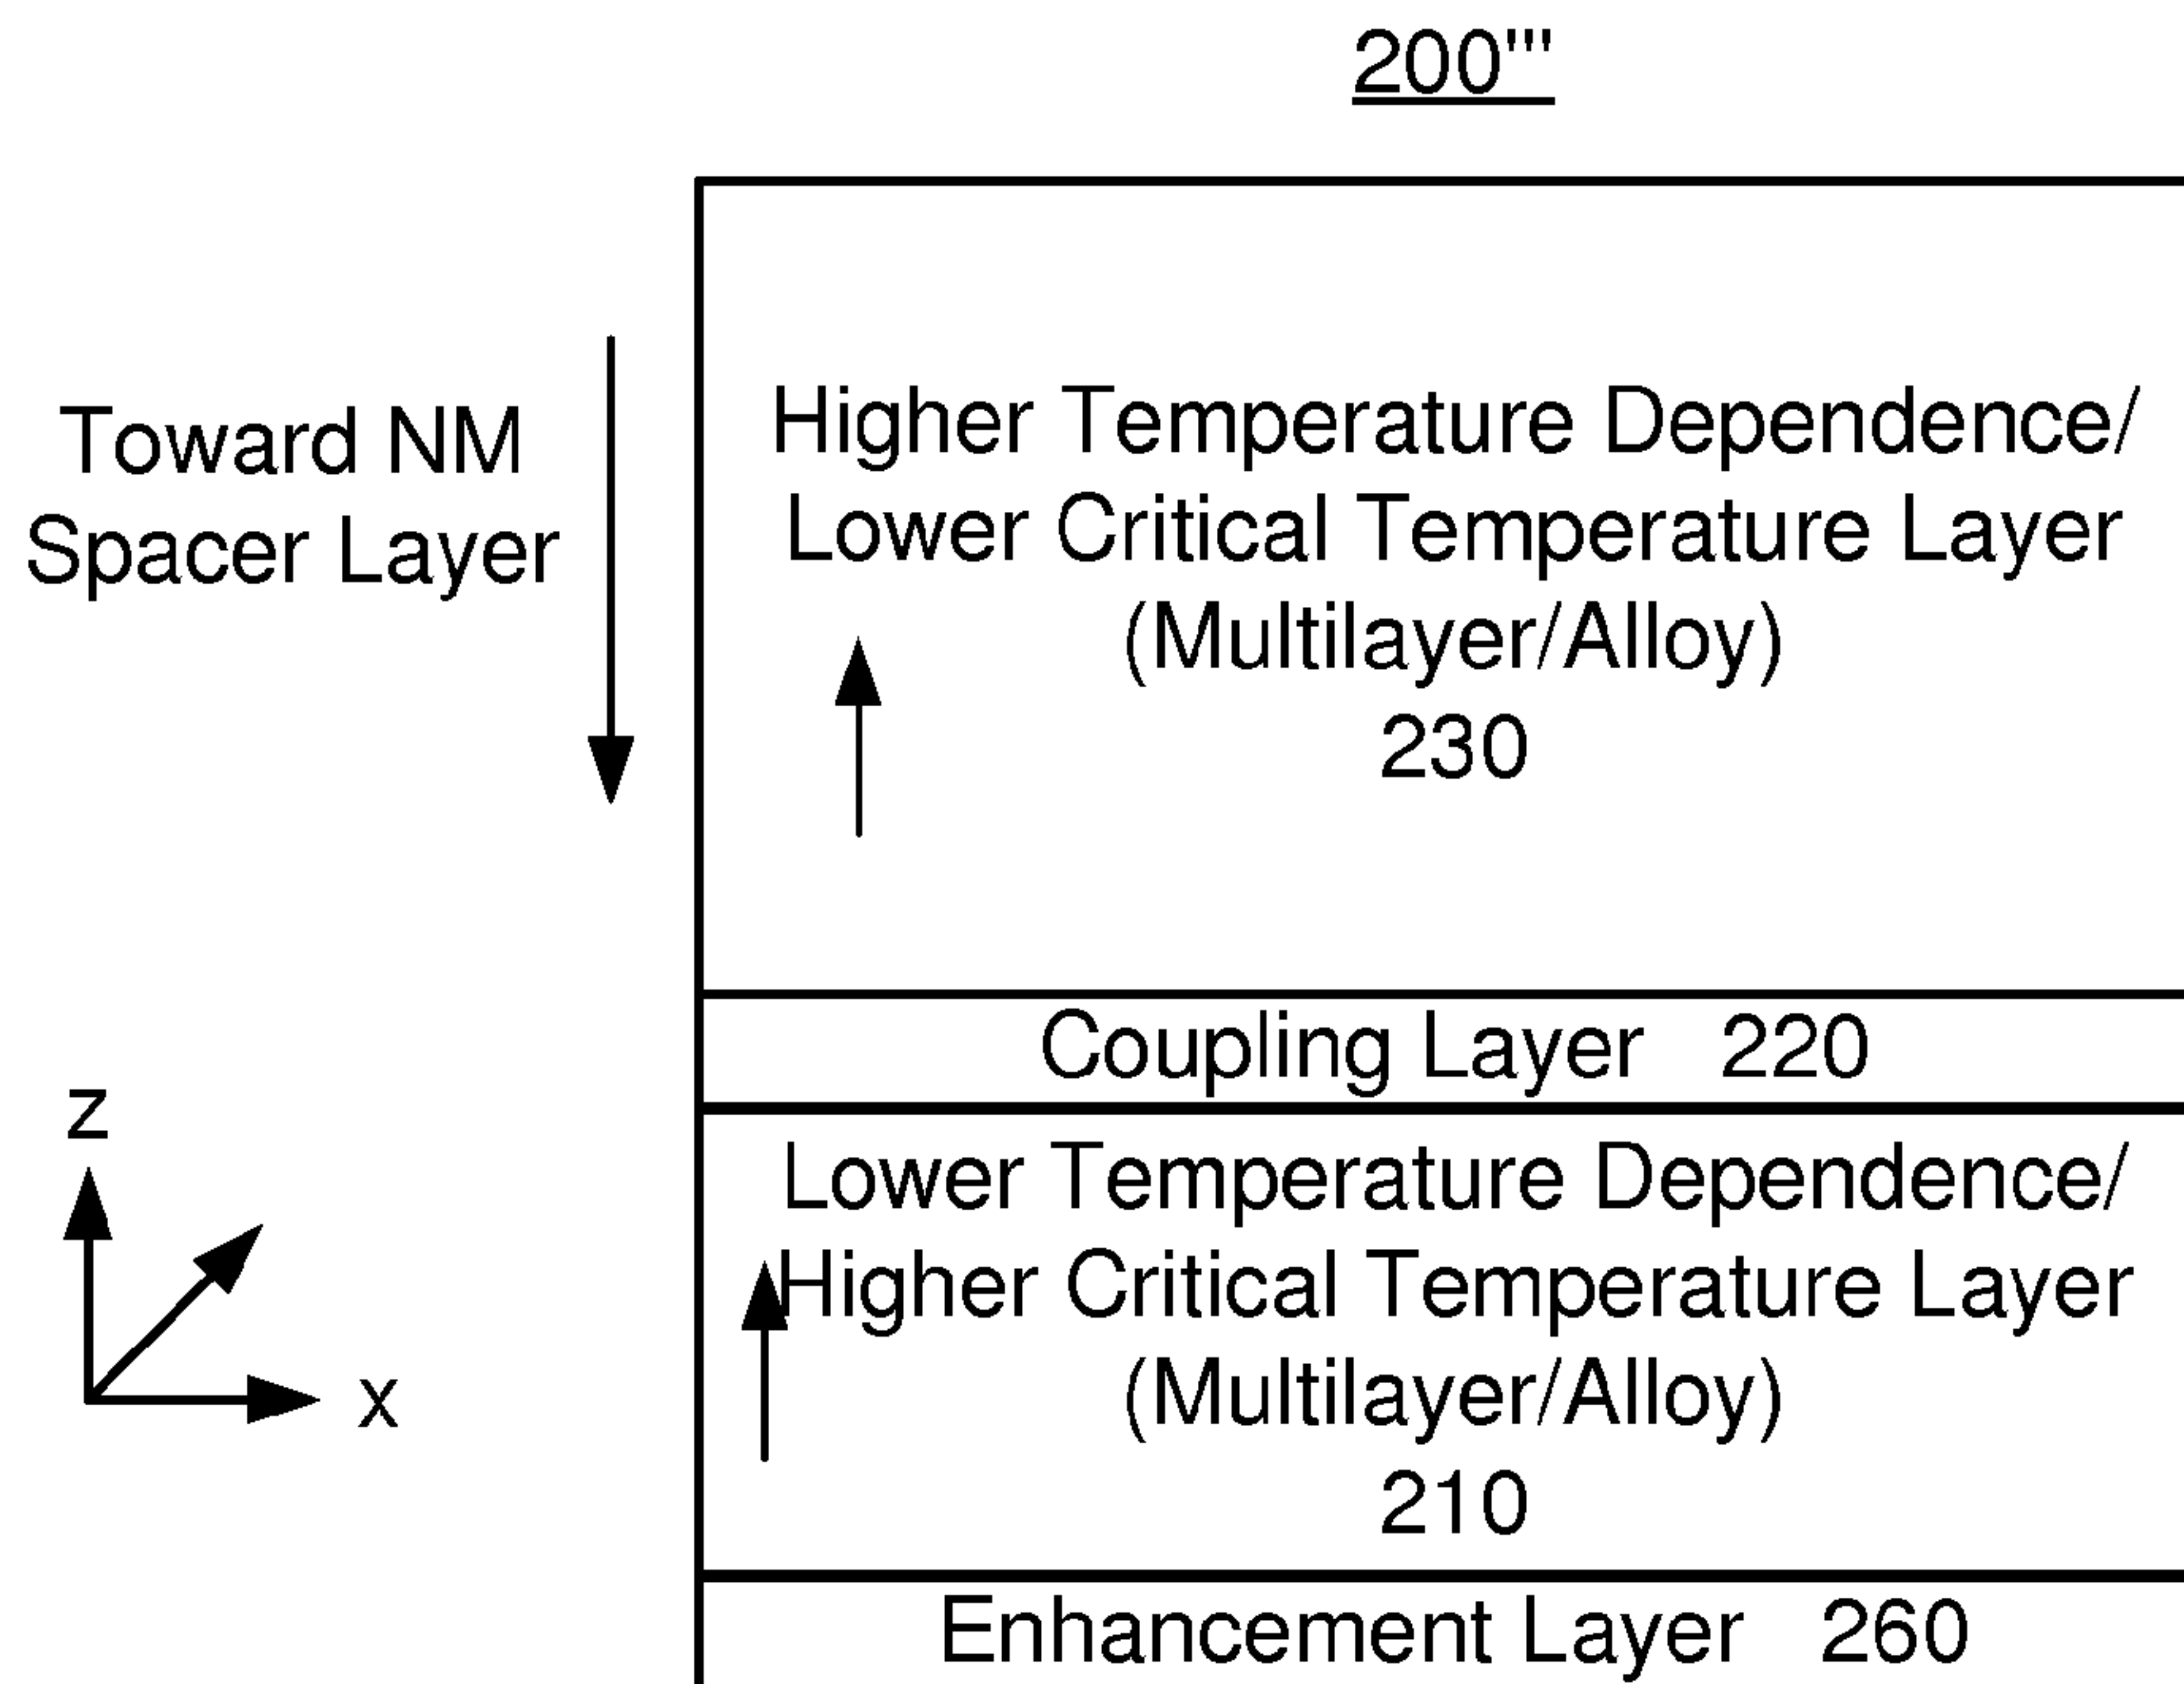 200""
Toward NM
Spacer Layer
Higher Temperature Dependence/
Lower Critical Temperature Layer
(Multilayer/Alloy)
230
Coupling Layer 220
z
x
Lower Temperature Dependence/
Higher Critical Temperature Layer
(Multilayer/Alloy)
210
Enhancement Layer 260